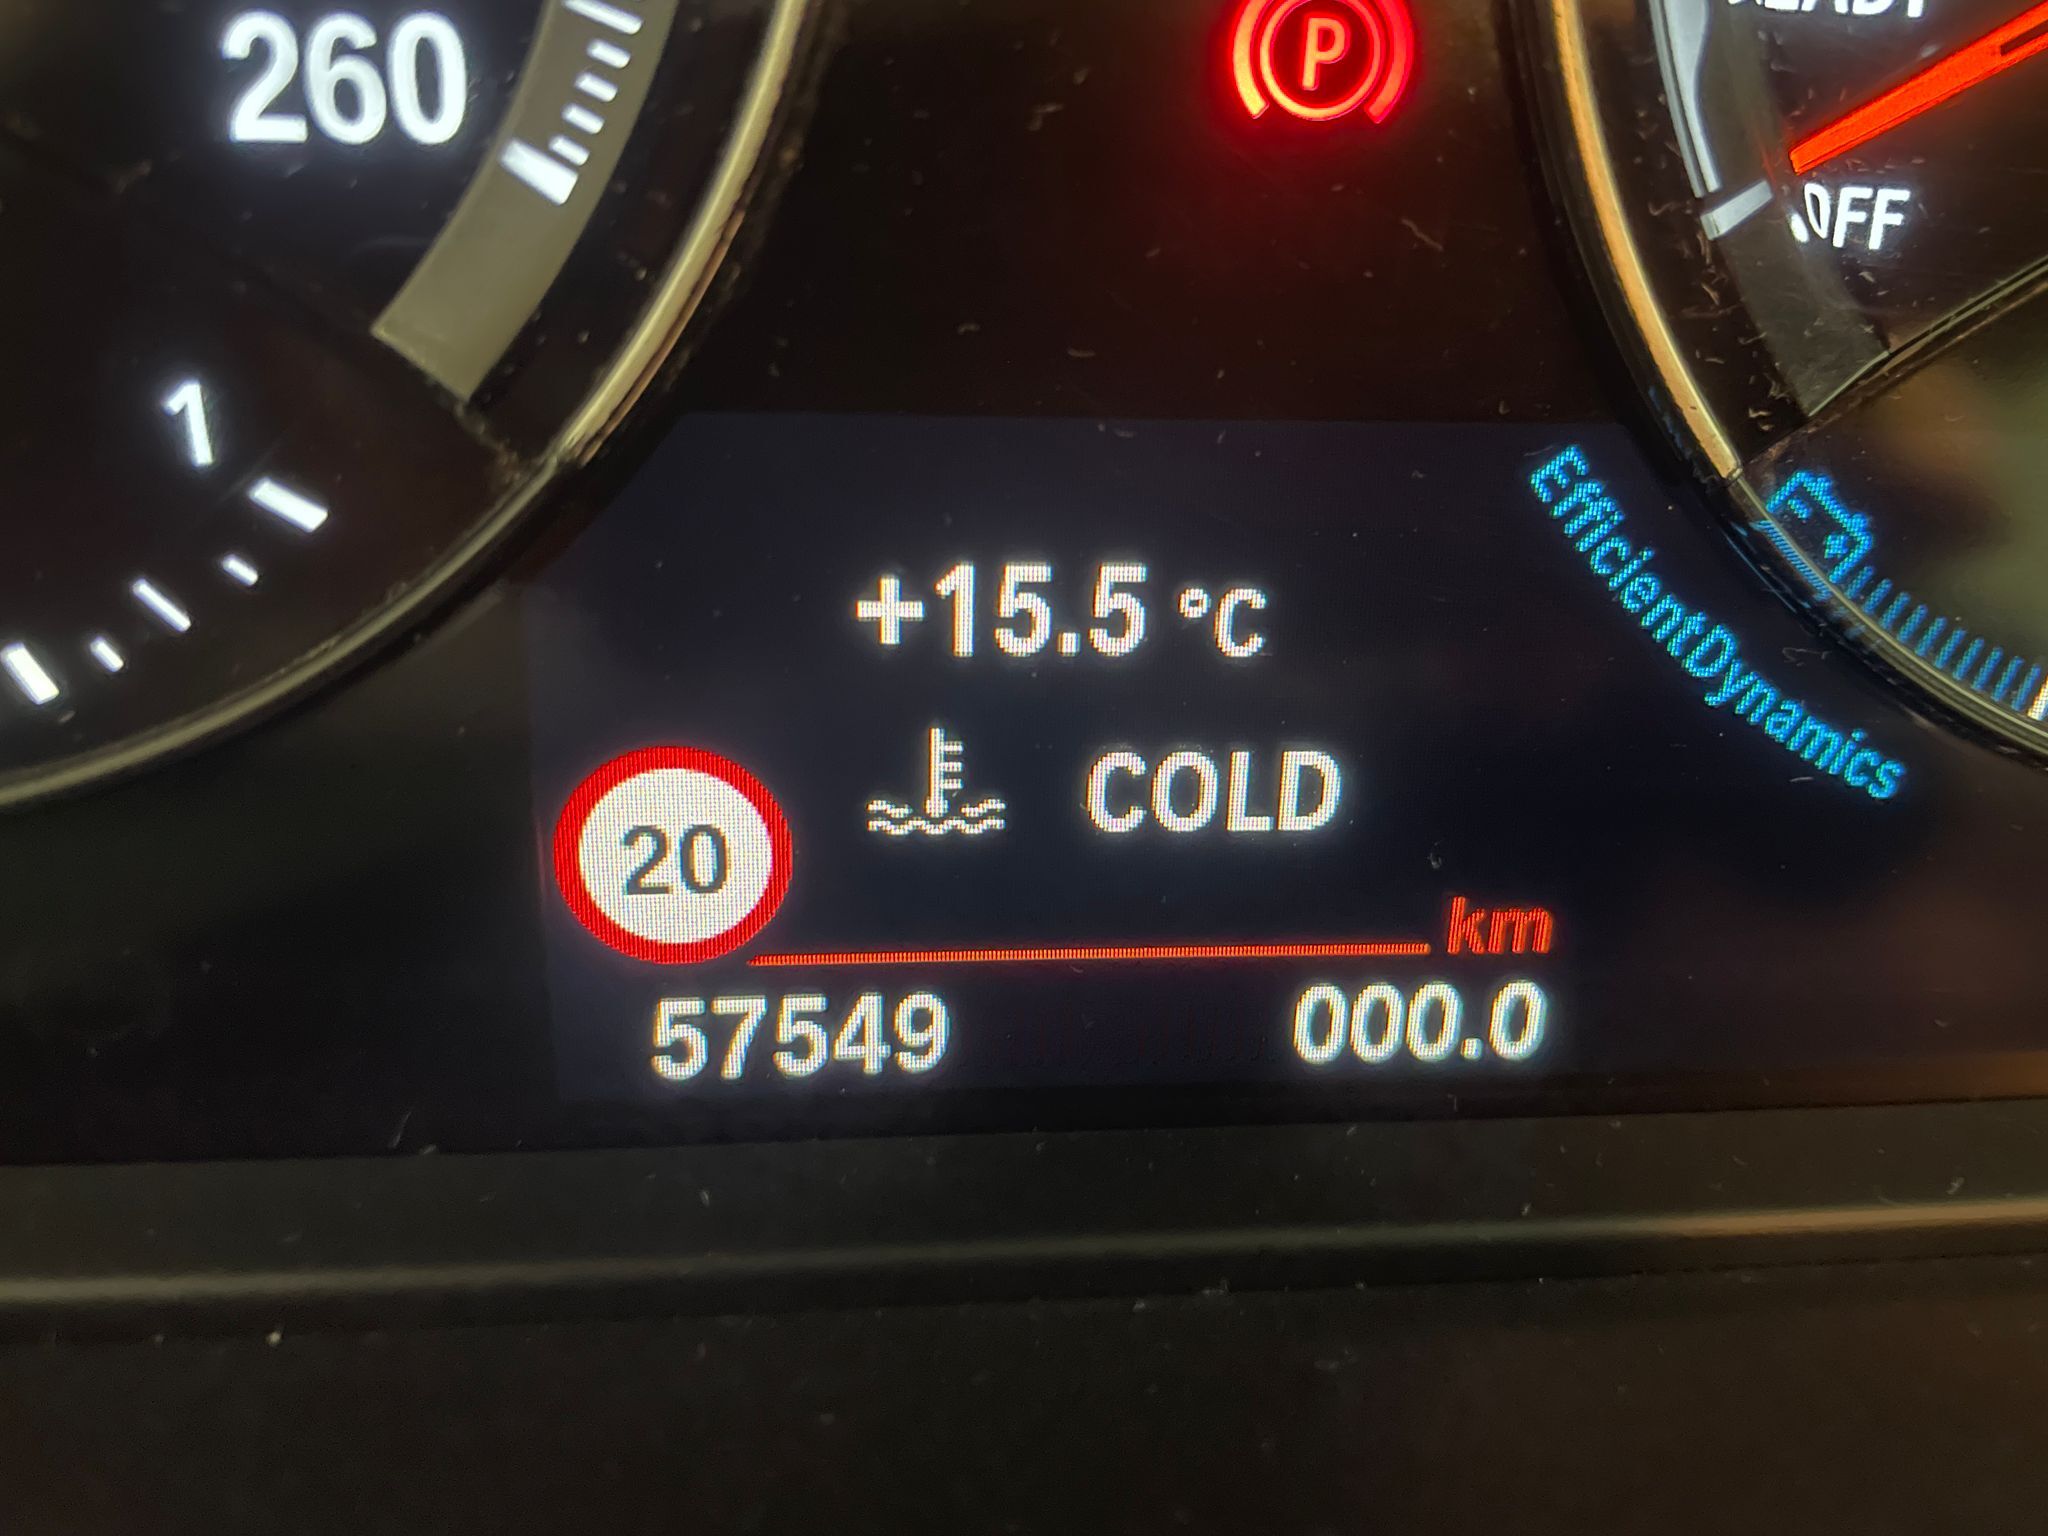 260
P
OFF
1
EfficientDynamics
+15.5 °C
COLD
20
km
57549
000.0